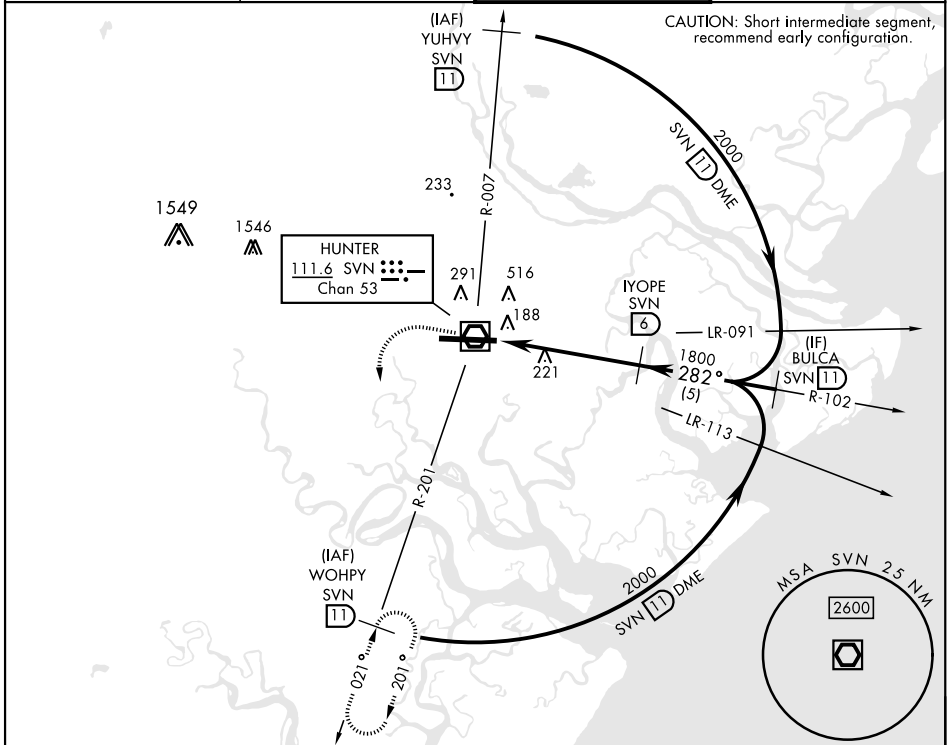 (IAF)
YUHVY
SVN
11
CAUTION: Short intermediate segment,
recommend early configuration.
2000
SVN 11 DME
R-007
233
1549
1546
HUNTER
111.6 SVN
Chan 53
291
516
188
221
IYOPE
SVN
6
LR-091
1800
282°
(5)
(IF)
BULCA
SVN 11
R-102
LR-113
R-201
(IAF)
WOHPY
SVN
11
2000
SVN 11 DME
021°
201°
MSA SVN 25 NM
2600